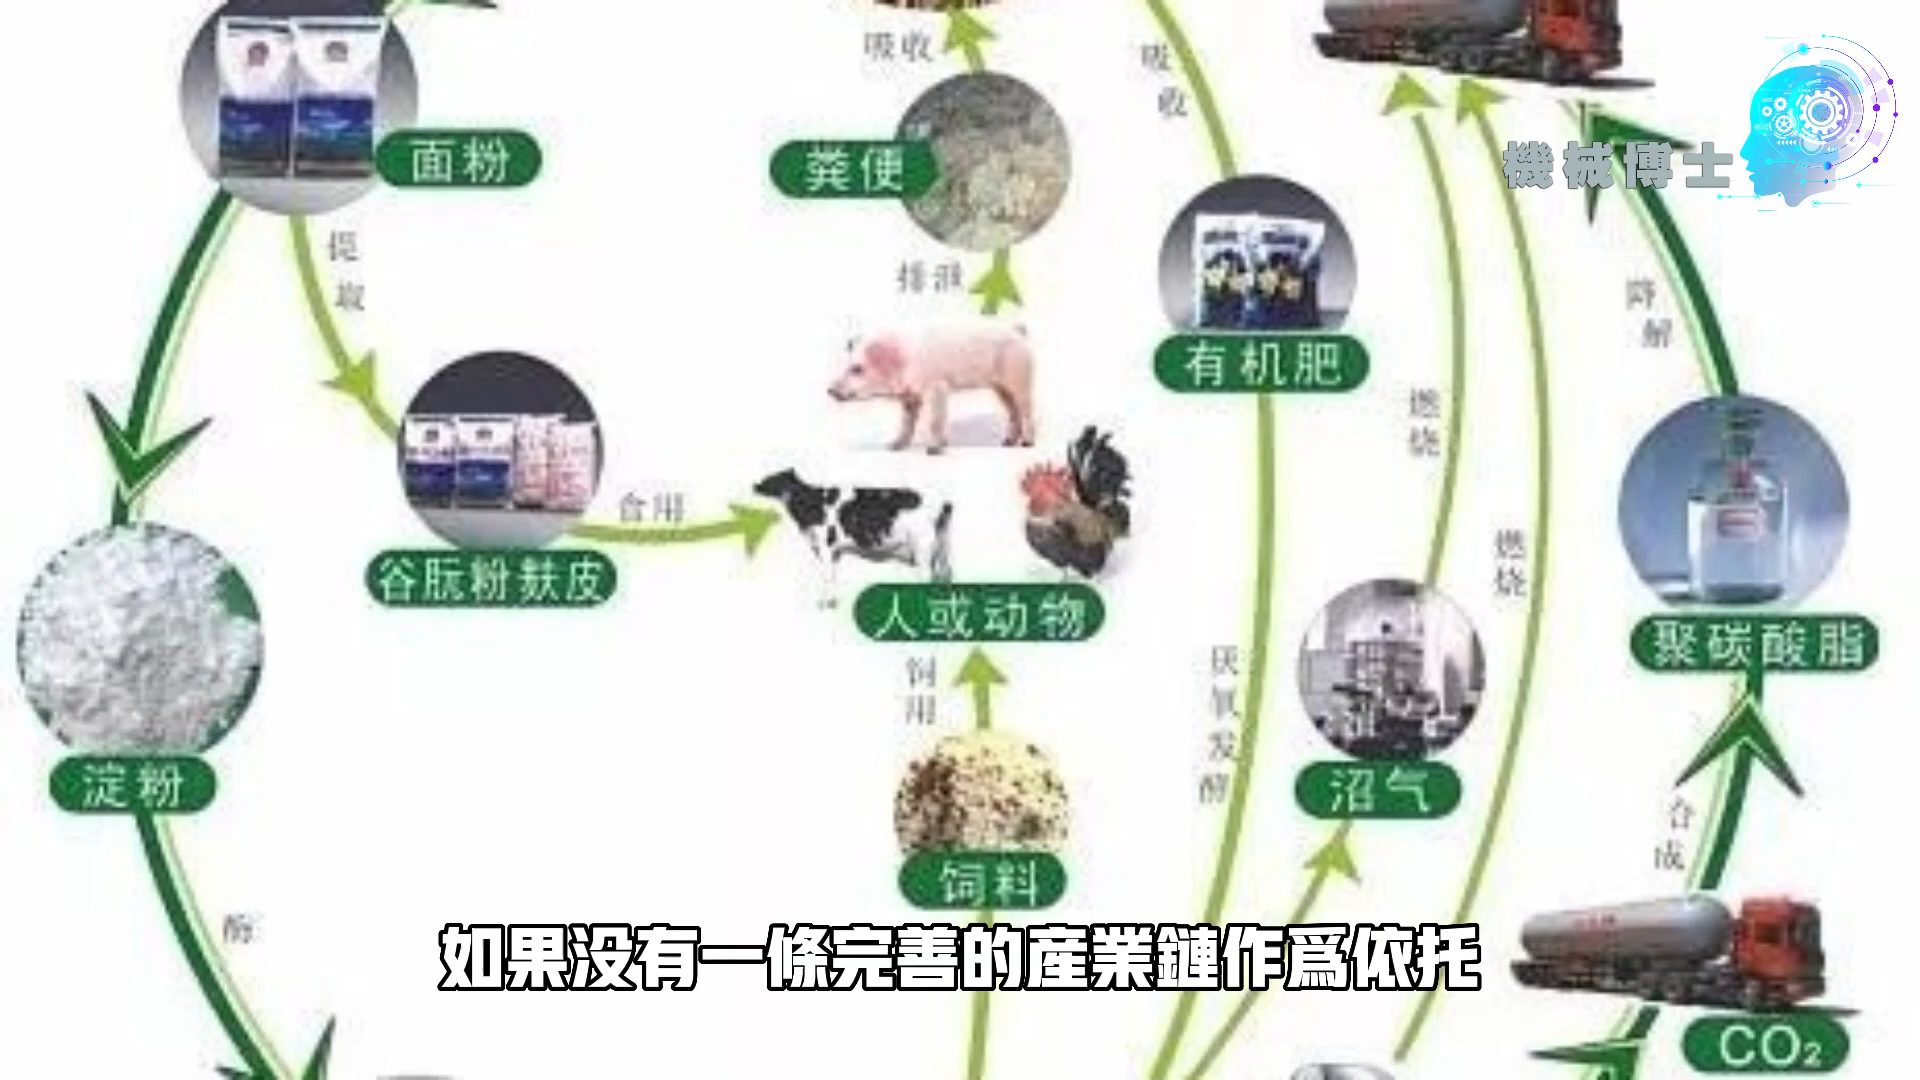 吸收
吸收
機械博士
面粉
粪便
提取
排泄
有机肥
降解
燃烧
食用
谷朊粉麸皮
人或动物
燃烧
聚碳酸脂
饲用
厌氧发酵
淀粉
沼气
饲料
合成
酶
如果没有一條完善的産業鏈作爲依托
CO₂